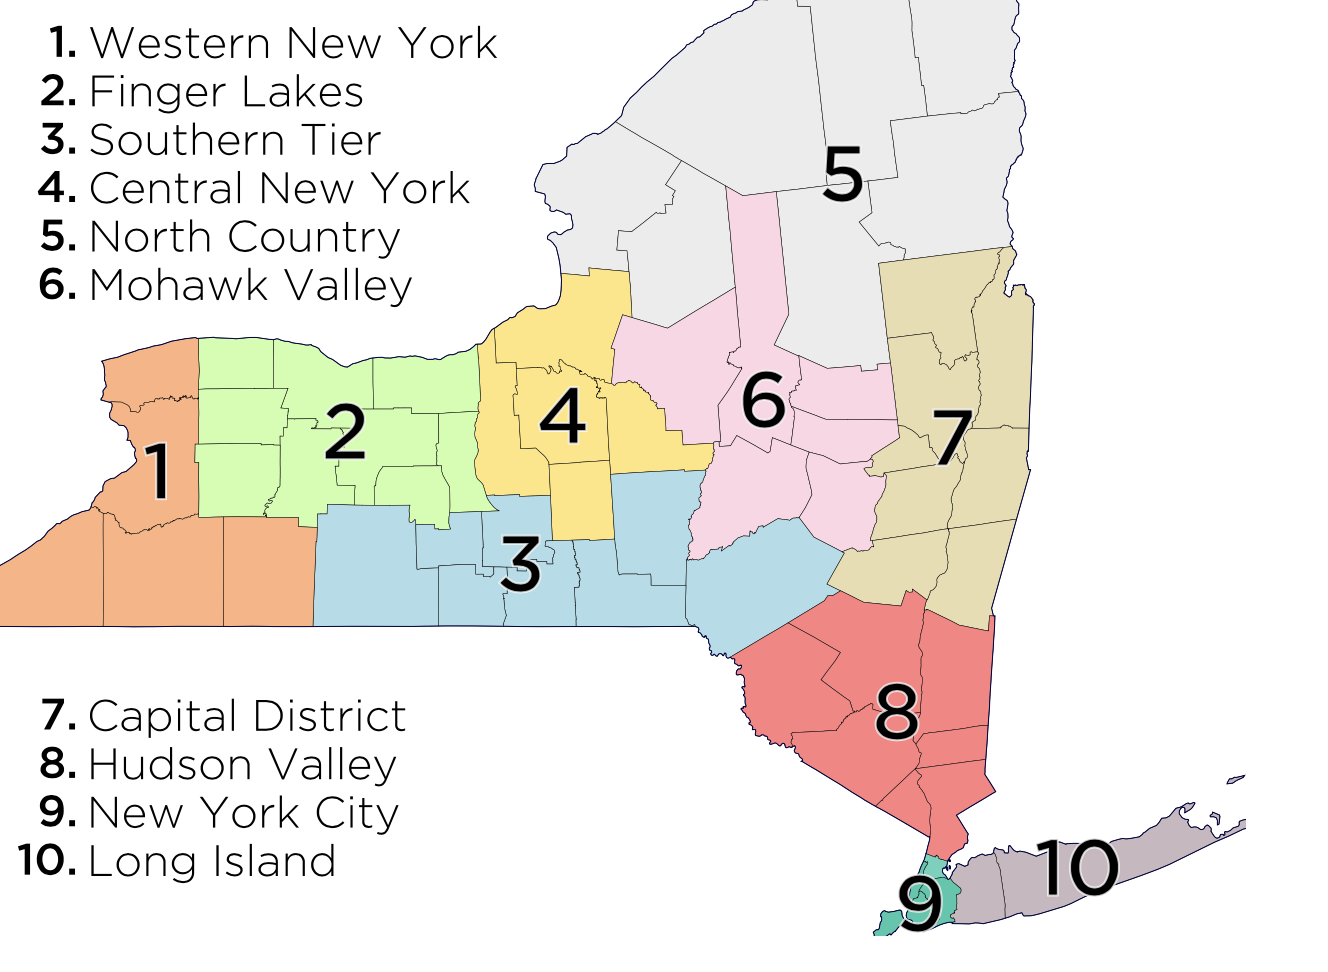 1. Western New York
2. Finger Lakes
3. Southern Tier
4. Central New York
5. North Country
6. Mohawk Valley
5
1
2
4
6
7
3
7. Capital District
8. Hudson Valley
9. New York City
10. Long Island
8
9
10